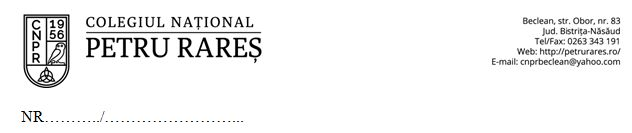 CNPR 1956
COLEGIUL NAȚIONAL
PETRU RAREȘ
Beclean, str. Obor, nr. 83
Jud. Bistrița-Năsăud
Tel/Fax: 0263 343 191
Web: http://petrurares.ro/
E-mail: cnprbeclean@yahoo.com
NR………../……………………...